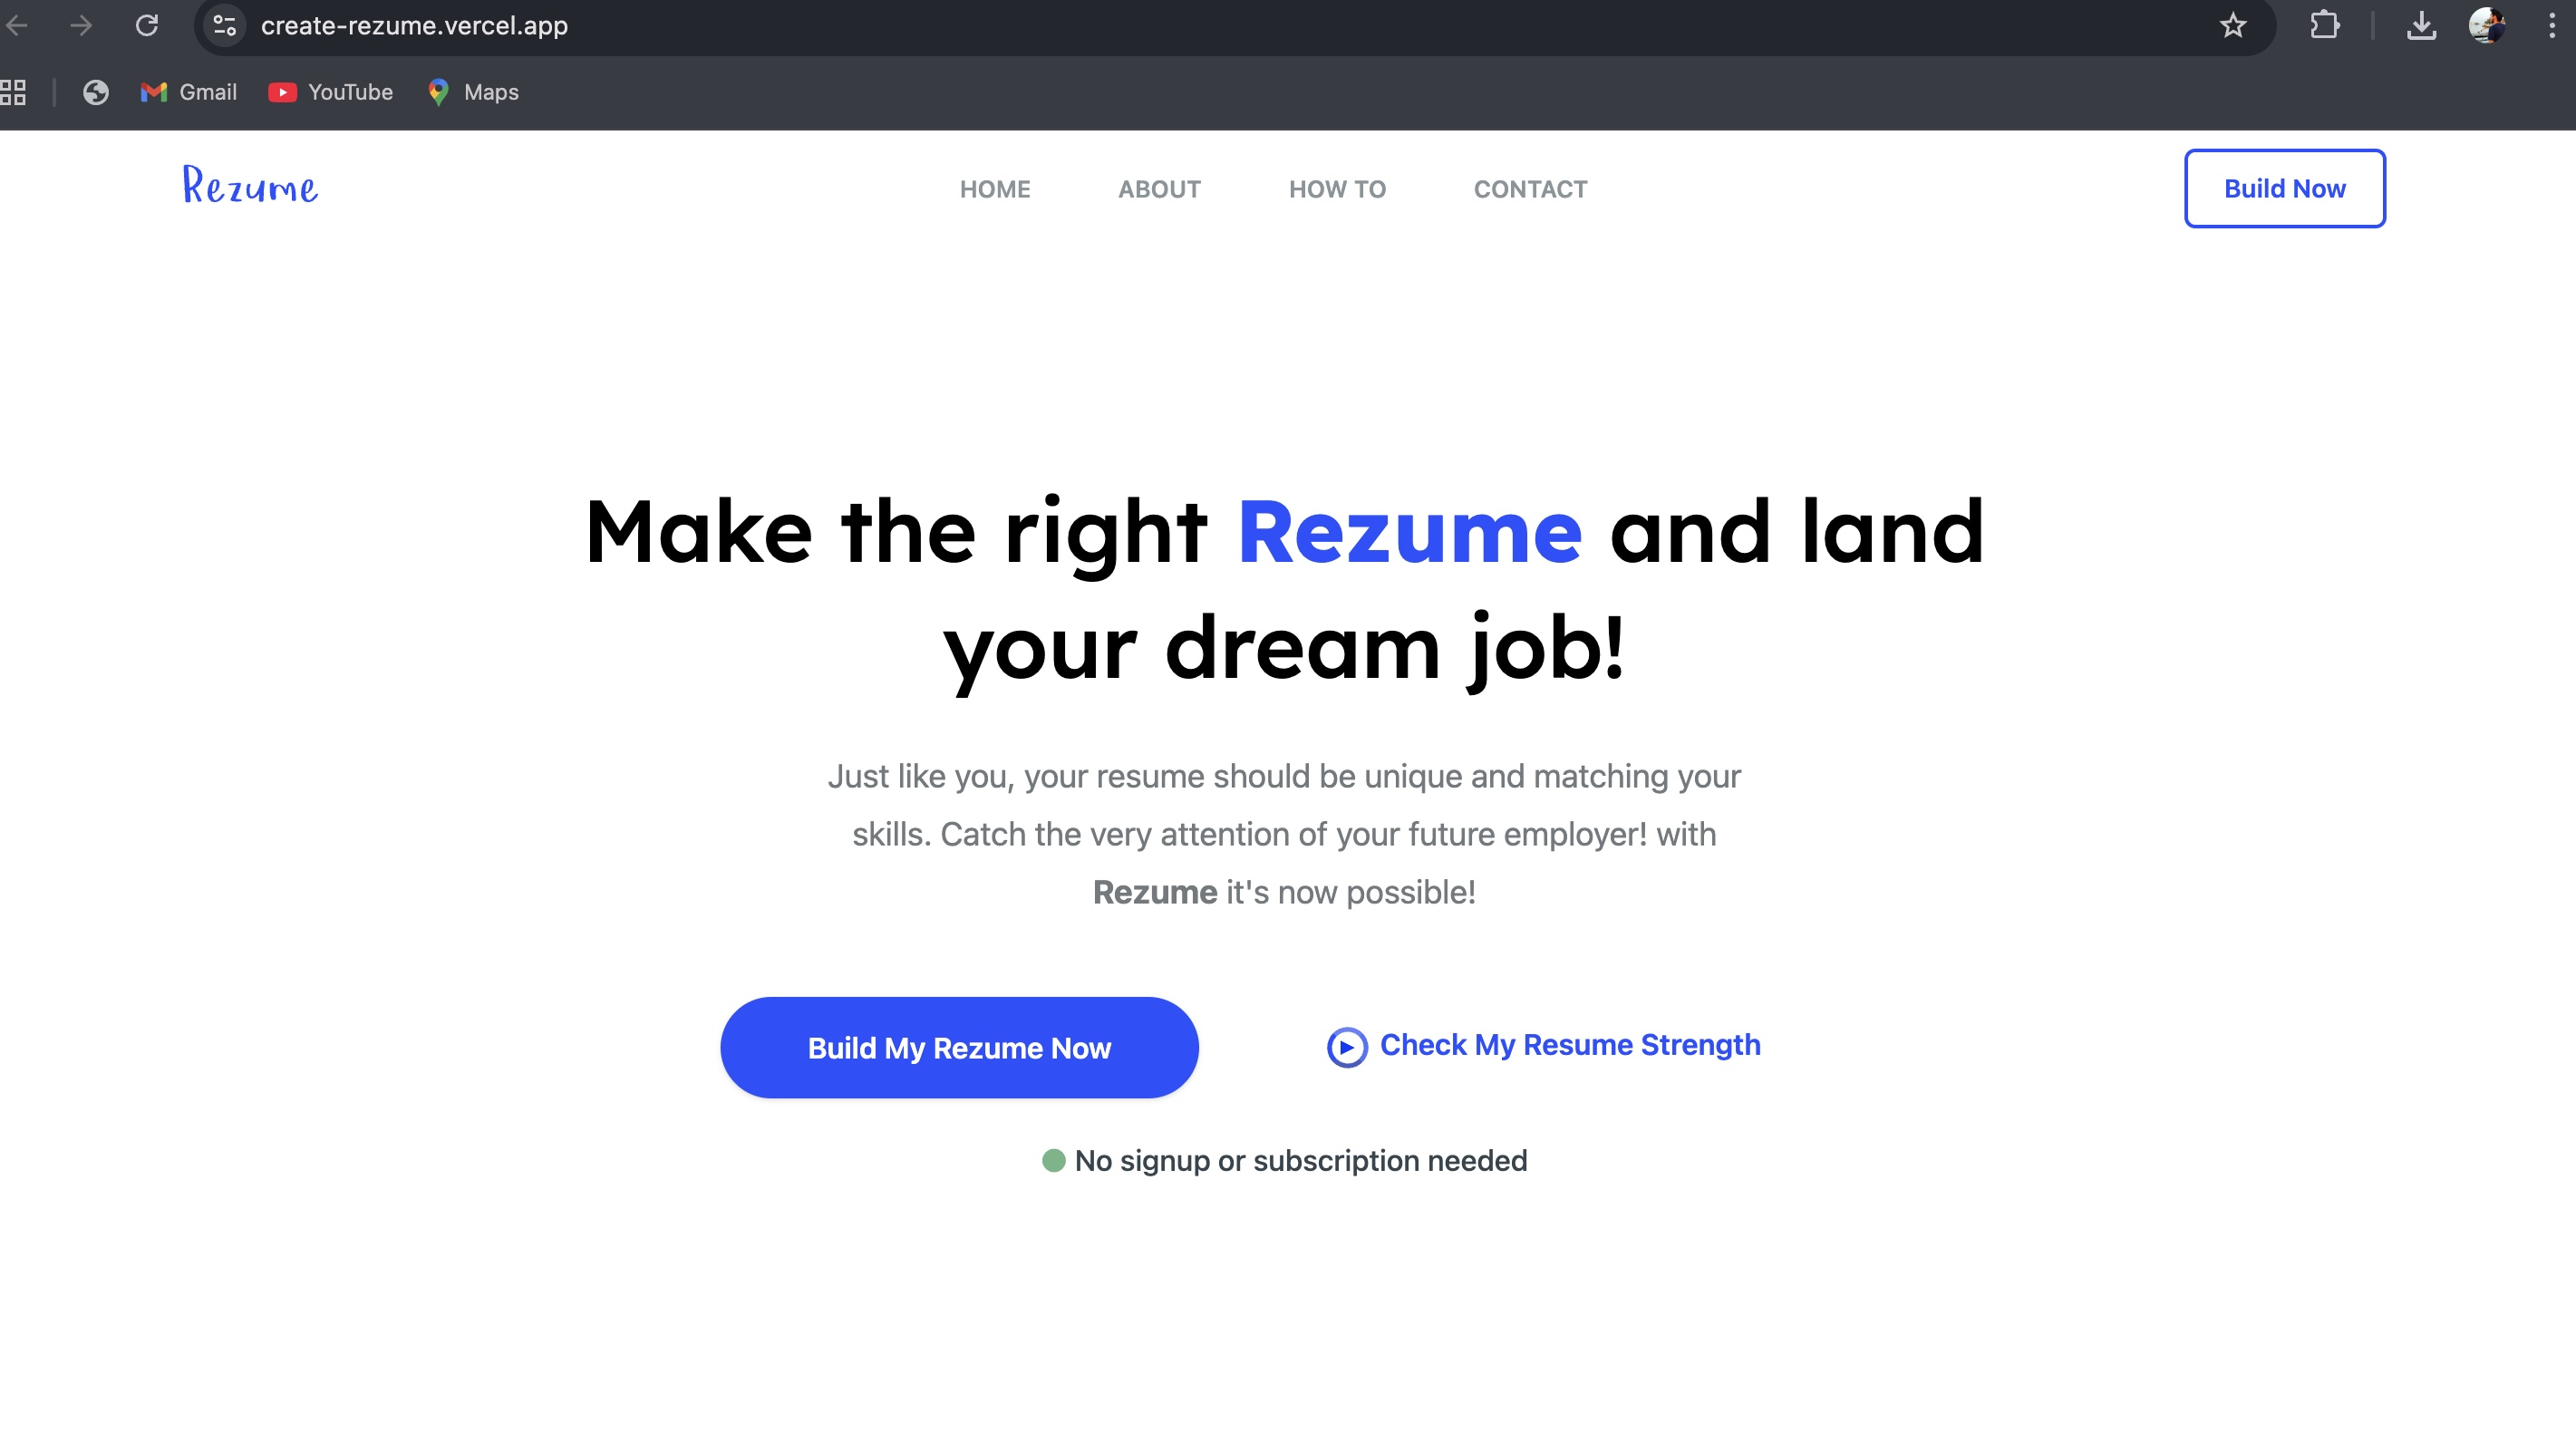 create-rezume.vercel.app
Gmail YouTube Maps
Rezume HOME ABOUT HOW TO CONTACT Build Now
Make the right Rezume and land
your dream job!
Just like you, your resume should be unique and matching your
skills. Catch the very attention of your future employer! with
Rezume it's now possible!
Build My Rezume Now Check My Resume Strength
No signup or subscription needed